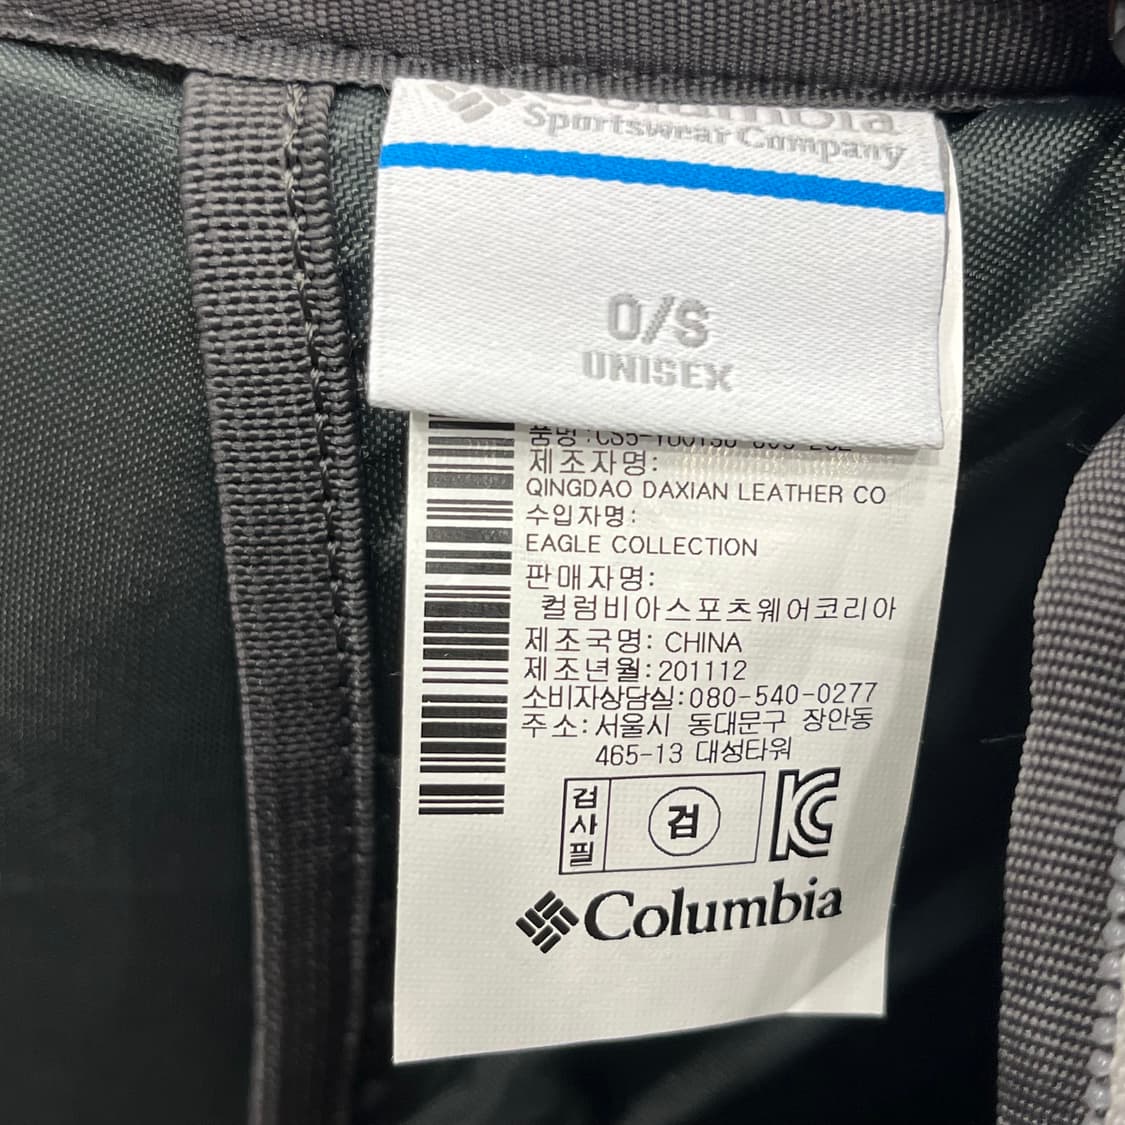 Columbia
Sportswear Company
O/S
UNISEX
품명:
제조자명:
QINGDAO DAXIAN LEATHER CO
수입자명:
EAGLE COLLECTION
판매자명:
컬럼비아스포츠웨어코리아
제조국명: CHINA
제조년월:201112
소비자상담실:080-540-0277
주소:서울시 동대문구 장안동
465-13 대성타워
검사필
검
KC
Columbia